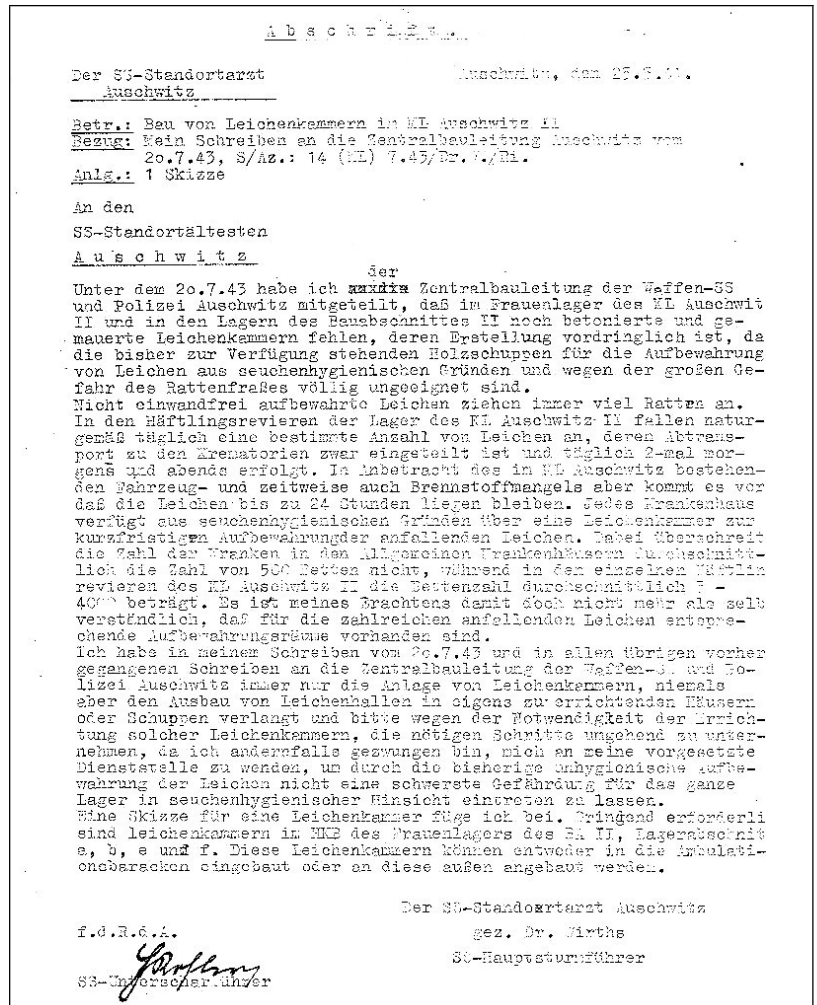 A b s c h r i f t.
Der SS-Standortarzt Auschwitz, den 25.5.44.
Auschwitz
Betr.: Bau von Leichenkammern im KL Auschwitz II
Bezug: Mein Schreiben an die Zentralbauleitung Auschwitz vom
2o.7.43, S/Az.: 14 (KL) 7.43/Dr.W./Bi.
Anlg.: 1 Skizze
An den
SS-Standortältesten
A u s c h w i t z
der
Unter dem 2o.7.43 habe ich Zentralbauleitung der Waffen-SS
und Polizei Auschwitz mitgeteilt, daß im Frauenlager des KL Auschwit
II und in den Lagern des Bauabschnittes II noch betonierte und ge-
mauerte Leichenkammern fehlen, deren Erstellung vordringlich ist, da
die bisher zur Verfügung stehenden Holzschuppen für die Aufbewahrung
von Leichen aus seuchenhygienischen Gründen und wegen der großen Ge-
fahr des Rattenfraßes völlig ungeeignet sind.
Nicht einwandfrei aufbewahrte Leichen ziehen immer viel Ratten an.
In den Häftlingsrevieren der Lager des KL Auschwitz II fallen natur-
gemäß täglich eine bestimmte Anzahl von Leichen an, deren Abtrans-
port zu den Krematorien zwar eingeteilt ist und täglich 2-mal mor-
gens und abends erfolgt. In Anbetracht des im KL Auschwitz bestehen-
den Fahrzeug- und zeitweise auch Brennstoffmangels aber kommt es vor
daß die Leichen bis zu 24 Stunden liegen bleiben. Jedes Krankenhaus
verfügt aus seuchenhygienischen Gründen über eine Leichenkammer zur
kurzfristigen Aufbewahrungder anfallenden Leichen. Dabei überschreit
die Zahl der Kranken in den Allgemeinen Krankenhäusern durchschnitt-
lich die Zahl von 500 Betten nicht, während in den einzelnen Häftlin
revieren des KL Auschwitz II die Bettenzahl durchschnittlich 3 -
4000 beträgt. Es ist meines Erachtens damit doch nicht mehr als selb
verständlich, daß für die zahlreichen anfallenden Leichen entspre-
chende Aufbewahrungsräume vorhanden sind.
Ich habe in meinem Schreiben vom 2o.7.43 und in allen übrigen vorher
gegangenen Schreiben an die Zentralbauleitung der Waffen-SS und Po-
lizei Auschwitz immer nur die Anlage von Leichenkammern, niemals
aber den Ausbau von Leichenhallen in eigens zu errichtenden Häusern
oder Schuppen verlangt und bitte wegen der Notwendigkeit der Errich-
tung solcher Leichenkammern, die nötigen Schritte umgehend zu unter-
nehmen, da ich andernfalls gezwungen bin, mich an meine vorgesetzte
Dienststelle zu wenden, um durch die bisherige unhygienische Aufbe-
wahrung der Leichen nicht eine schwerste Gefährdung für das ganze
Lager in seuchenhygienischer Hinsicht eintreten zu lassen.
Eine Skizze für eine Leichenkammer füge ich bei. Dringend erforderli
sind leichenkammern im HKB des Frauenlagers des BA II, Lagerabschnit
a, b, e und f. Diese Leichenkammern können entweder in die Ambulati-
onsbaracken eingebaut oder an diese außen angebaut werden.
Der SS-Standortarzt Auschwitz
f.d.R.d.A. gez. Dr. Wirths
SS-Hauptsturmführer
SS-Unterscharführer